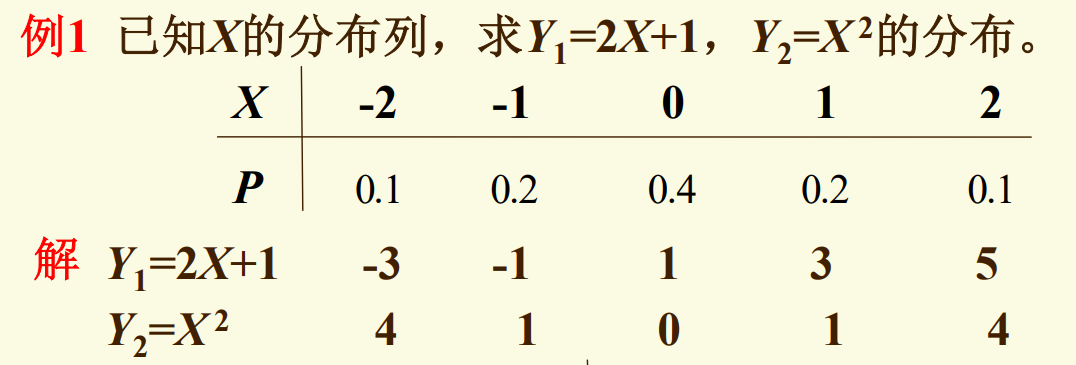 例1 已知X的分布列，求Y₁=2X+1，Y₂=X²的分布。
X -2 -1 0 1 2
P 0.1 0.2 0.4 0.2 0.1
解 Y₁=2X+1 -3 -1 1 3 5
Y₂=X² 4 1 0 1 4